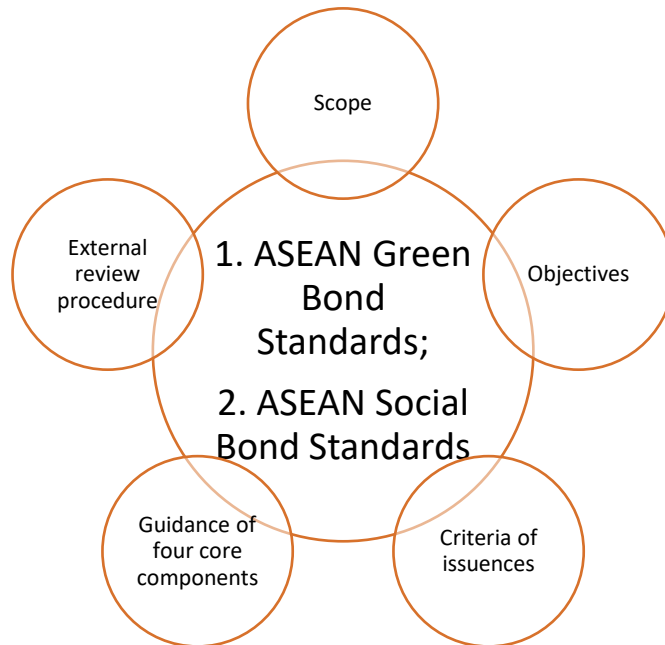 Scope
External
review
procedure
1. ASEAN Green
Bond
Standards;
2. ASEAN Social
Bond Standards
Objectives
Guidance of
four core
components
Criteria of
issuences